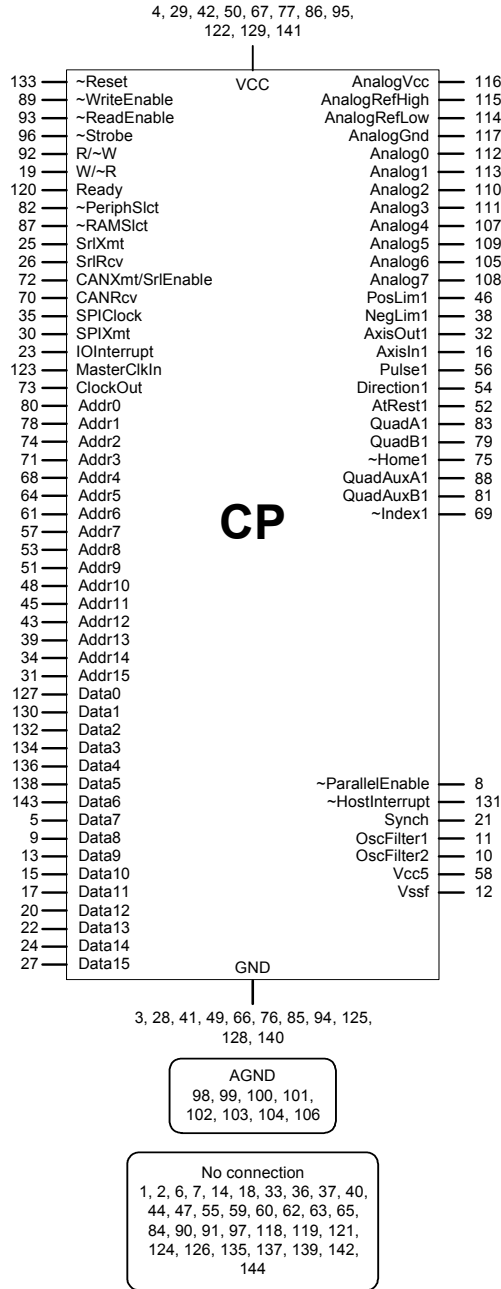 4, 29, 42, 50, 67, 77, 86, 95,
122, 129, 141
VCC
133 ~Reset
89 ~WriteEnable
93 ~ReadEnable
96 ~Strobe
92 R/~W
19 W/~R
120 Ready
82 ~PeriphSlct
87 ~RAMSlct
25 SrlXmt
26 SrlRcv
72 CANXmt/SrlEnable
70 CANRcv
35 SPIClock
30 SPIXmt
23 IOInterrupt
123 MasterClkIn
73 ClockOut
80 Addr0
78 Addr1
74 Addr2
71 Addr3
68 Addr4
64 Addr5
61 Addr6
57 Addr7
53 Addr8
51 Addr9
48 Addr10
45 Addr11
43 Addr12
39 Addr13
34 Addr14
31 Addr15
127 Data0
130 Data1
132 Data2
134 Data3
136 Data4
138 Data5
143 Data6
5 Data7
9 Data8
13 Data9
15 Data10
17 Data11
20 Data12
22 Data13
24 Data14
27 Data15
CP
AnalogVcc 116
AnalogRefHigh 115
AnalogRefLow 114
AnalogGnd 117
Analog0 112
Analog1 113
Analog2 110
Analog3 111
Analog4 107
Analog5 109
Analog6 105
Analog7 108
PosLim1 46
NegLim1 38
AxisOut1 32
AxisIn1 16
Pulse1 56
Direction1 54
AtRest1 52
QuadA1 83
QuadB1 79
~Home1 75
QuadAuxA1 88
QuadAuxB1 81
~Index1 69
~ParallelEnable 8
~HostInterrupt 131
Synch 21
OscFilter1 11
OscFilter2 10
Vcc5 58
Vssf 12
GND
3, 28, 41, 49, 66, 76, 85, 94, 125,
128, 140
AGND
98, 99, 100, 101,
102, 103, 104, 106
No connection
1, 2, 6, 7, 14, 18, 33, 36, 37, 40,
44, 47, 55, 59, 60, 62, 63, 65,
84, 90, 91, 97, 118, 119, 121,
124, 126, 135, 137, 139, 142,
144